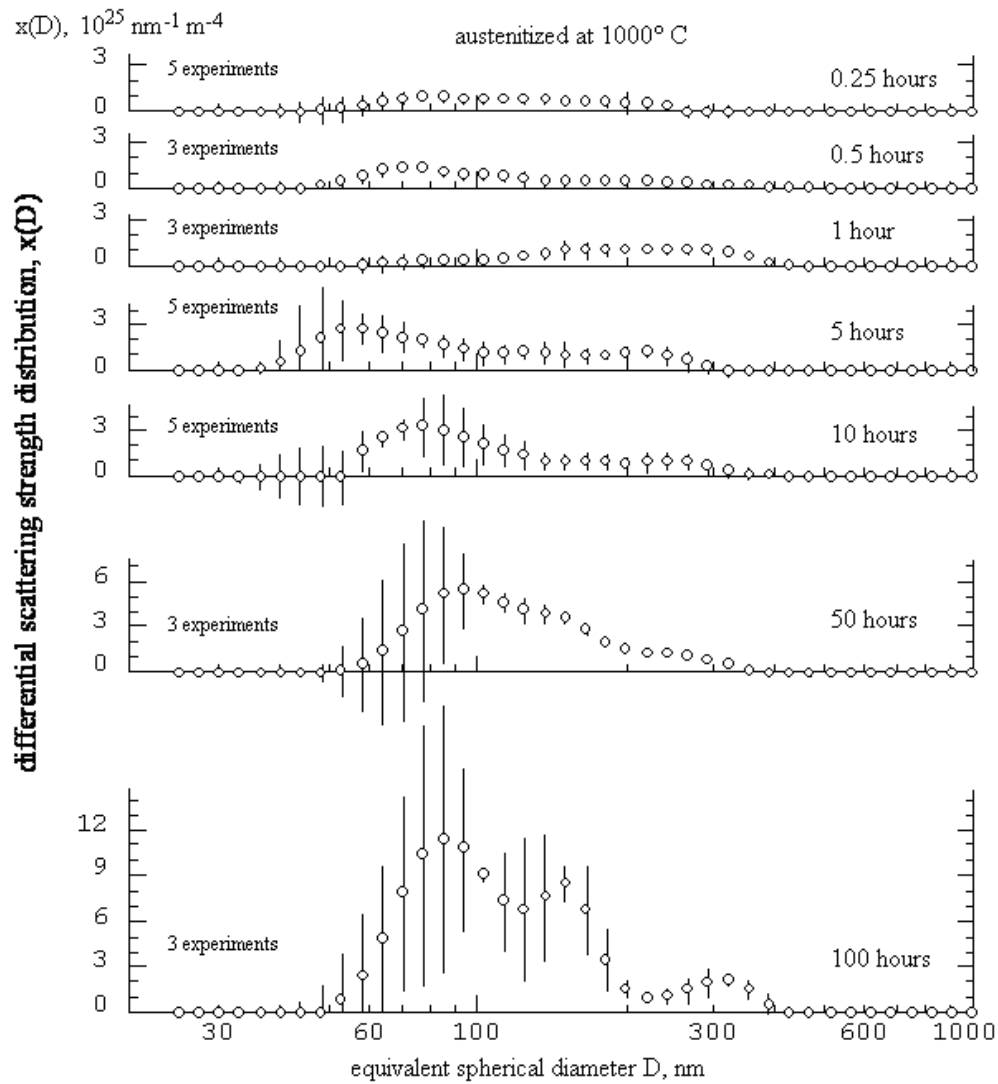 x(D), 10²⁵ nm⁻¹ m⁻⁴
austenitized at 1000° C
3
5 experiments
0.25 hours
0
3
3 experiments
0.5 hours
0
3
3 experiments
1 hour
0
5 experiments
3
5 hours
0
3
5 experiments
10 hours
0
6
3
3 experiments
50 hours
0
12
9
6
3 experiments
100 hours
3
0
30 60 100 300 600 1000
equivalent spherical diameter D, nm
differential scattering strength distribution, x(D)